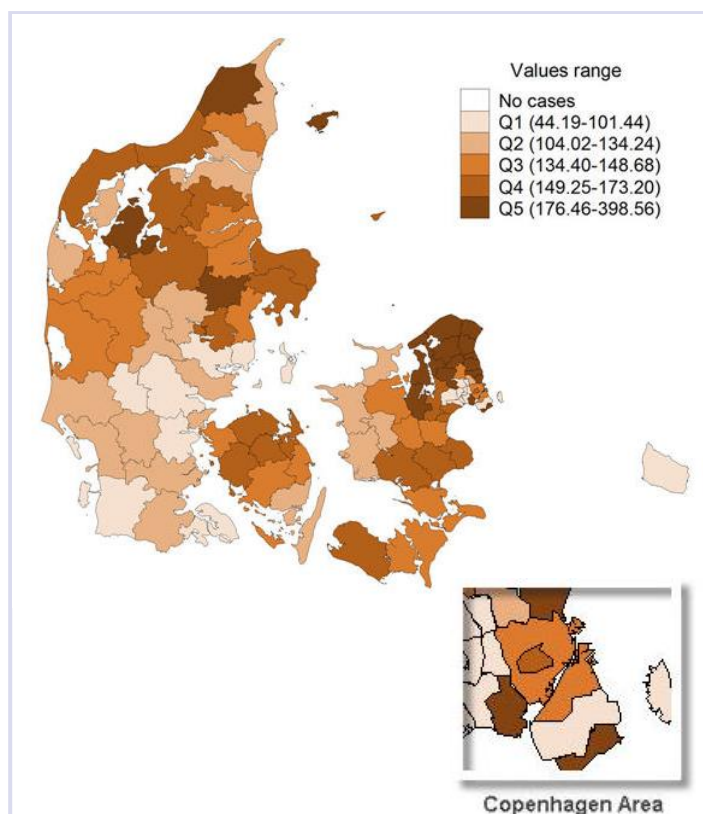 Values range
No cases
Q1 (44.19-101.44)
Q2 (104.02-134.24)
Q3 (134.40-148.68)
Q4 (149.25-173.20)
Q5 (176.46-398.56)
Copenhagen Area